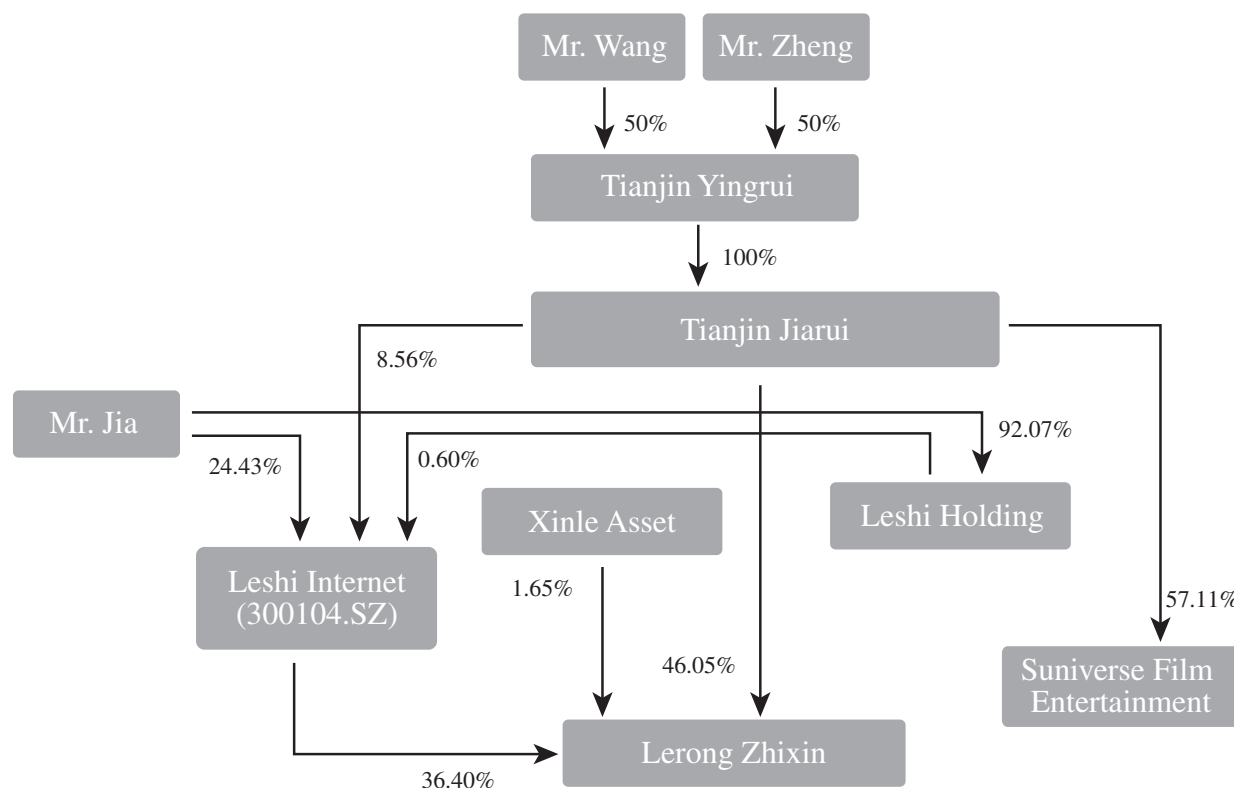 Mr. Wang
Mr. Zheng
50%
50%
Tianjin Yingrui
100%
Tianjin Jiarui
8.56%
Mr. Jia
92.07%
24.43%
0.60%
Xinle Asset
Leshi Holding
Leshi Internet
(300104.SZ)
1.65%
57.11%
46.05%
Suniverse Film
Entertainment
Lerong Zhixin
36.40%